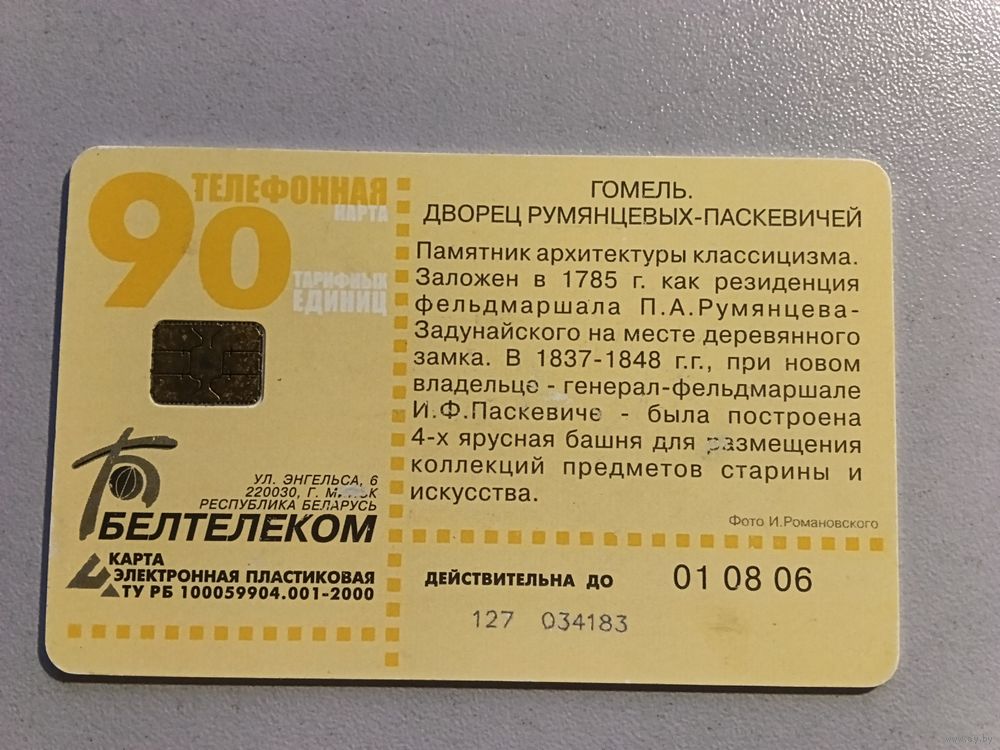 90
ТЕЛЕФОННАЯ
КАРТА
ТАРИФНЫХ
ЕДИНИЦ
УЛ. ЭНГЕЛЬСА, 6
220030, Г. МИНСК
РЕСПУБЛИКА БЕЛАРУСЬ
БЕЛТЕЛЕКОМ
КАРТА
ЭЛЕКТРОННАЯ ПЛАСТИКОВАЯ
ТУ РБ 100059904.001-2000
ГОМЕЛЬ.
ДВОРЕЦ РУМЯНЦЕВЫХ-ПАСКЕВИЧЕЙ
Памятник архитектуры классицизма.
Заложен в 1785 г. как резиденция
фельдмаршала П.А.Румянцева-
Задунайского на месте деревянного
замка. В 1837-1848 г.г., при новом
владельце - генерал-фельдмаршале
И.Ф.Паскевиче - была построена
4-х ярусная башня для размещения
коллекций предметов старины и
искусства.
Фото И.Романовского
ДЕЙСТВИТЕЛЬНА ДО 01 08 06
127 034183
www.ay.by